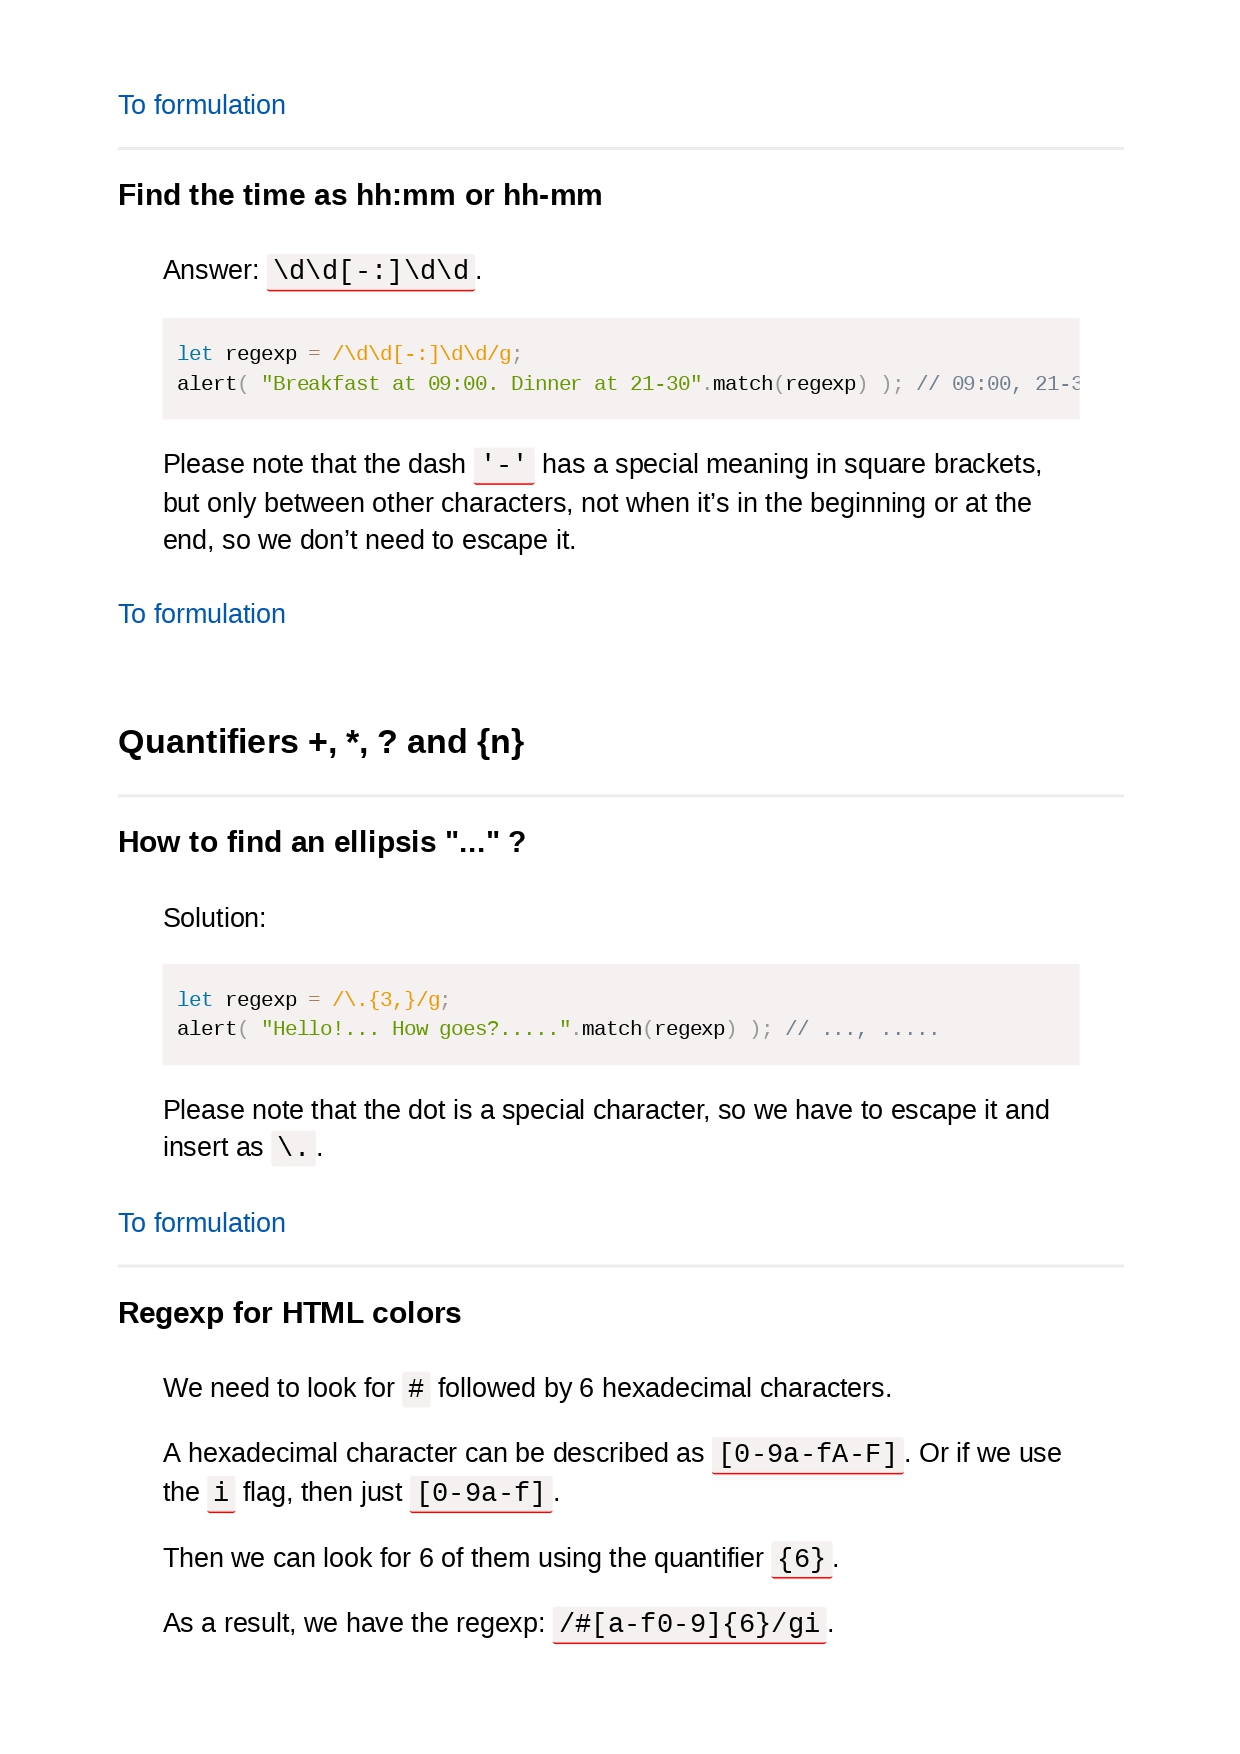 To formulation
Find the time as hh:mm or hh-mm
Answer: \d\d[-:]\d\d.
let regexp = /\d\d[-:]\d\d/g;
alert( "Breakfast at 09:00. Dinner at 21-30".match(regexp) ); // 09:00, 21-3
Please note that the dash '-' has a special meaning in square brackets,
but only between other characters, not when it’s in the beginning or at the
end, so we don’t need to escape it.
To formulation
Quantifiers +, *, ? and {n}
How to find an ellipsis "..." ?
Solution:
let regexp = /\.{3,}/g;
alert( "Hello!... How goes?.....".match(regexp) ); // ..., .....
Please note that the dot is a special character, so we have to escape it and
insert as \..
To formulation
Regexp for HTML colors
We need to look for # followed by 6 hexadecimal characters.
A hexadecimal character can be described as [0-9a-fA-F]. Or if we use
the i flag, then just [0-9a-f].
Then we can look for 6 of them using the quantifier {6}.
As a result, we have the regexp: /#[a-f0-9]{6}/gi.